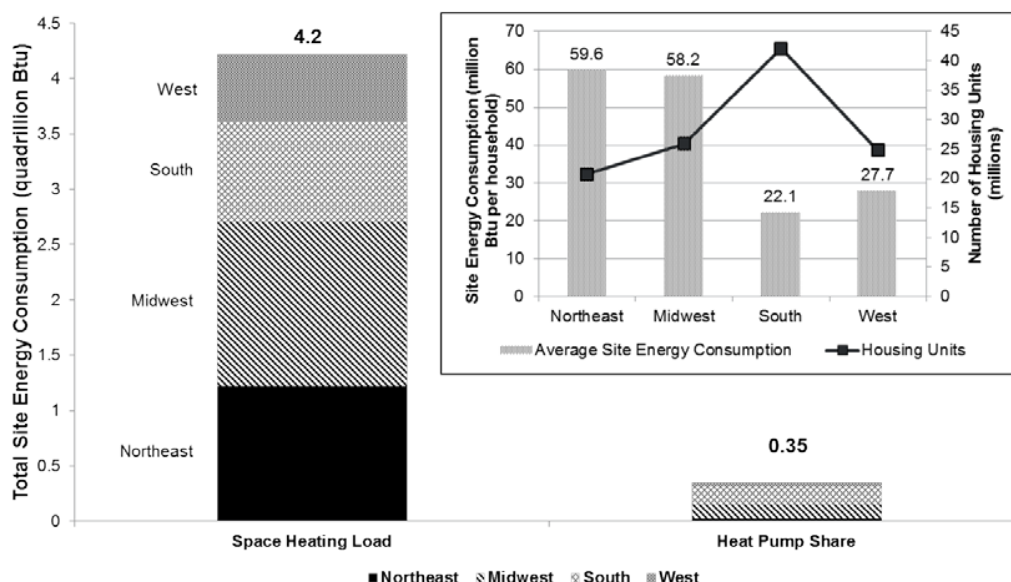 Total Site Energy Consumption (quadrillion Btu)
4.5
4
3.5
3
2.5
2
1.5
1
0.5
0
4.2
West
South
Midwest
Northeast
0.35
Space Heating Load
Heat Pump Share
Northeast Midwest South West
Site Energy Consumption (million
Btu per household)
70
60
50
40
30
20
10
0
59.6
58.2
22.1
27.7
45
40
35
30
25
20
15
10
5
0
Number of Housing Units
(millions)
Northeast Midwest South West
Average Site Energy Consumption Housing Units